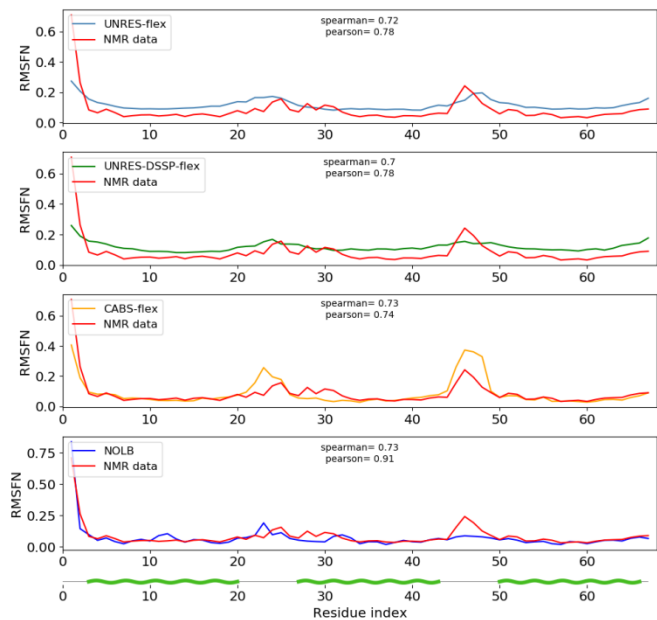 UNRES-flex
NMR data
spearman= 0.72
pearson= 0.78
RMSFN
0.6
0.4
0.2
0.0
0 10 20 30 40 50 60
UNRES-DSSP-flex
NMR data
spearman= 0.7
pearson= 0.78
RMSFN
0.6
0.4
0.2
0.0
0 10 20 30 40 50 60
CABS-flex
NMR data
spearman= 0.73
pearson= 0.74
RMSFN
0.6
0.4
0.2
0.0
0 10 20 30 40 50 60
NOLB
NMR data
spearman= 0.73
pearson= 0.91
RMSFN
0.75
0.50
0.25
0.00
0 10 20 30 40 50 60
Residue index